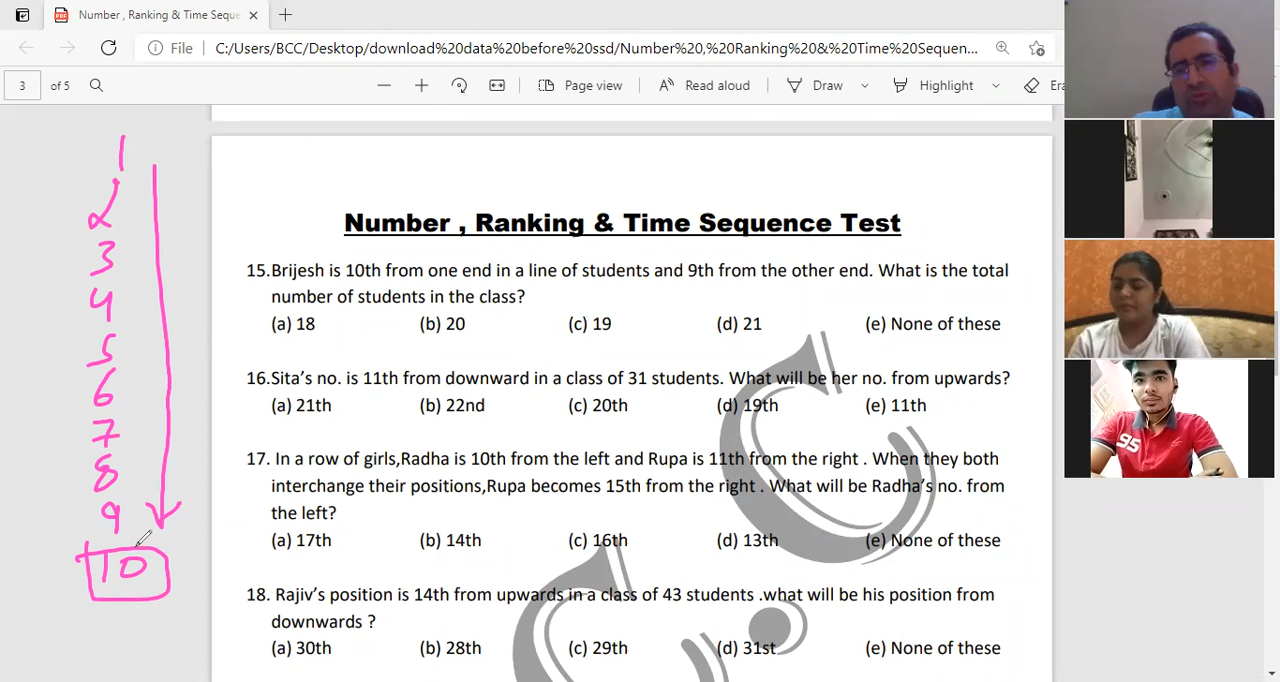 Number , Ranking & Time Seque
File
C:/Users/BCC/Desktop/download%20data%20before%20ssd/Number%20,%20Ranking%20&%20Time%20Sequen...
3 of 5
Page view
Read aloud
Draw
Highlight
Era
Number , Ranking & Time Sequence Test
15.Brijesh is 10th from one end in a line of students and 9th from the other end. What is the total
number of students in the class?
(a) 18 (b) 20 (c) 19 (d) 21 (e) None of these
16.Sita’s no. is 11th from downward in a class of 31 students. What will be her no. from upwards?
(a) 21th (b) 22nd (c) 20th (d) 19th (e) 11th
17. In a row of girls,Radha is 10th from the left and Rupa is 11th from the right . When they both
interchange their positions,Rupa becomes 15th from the right . What will be Radha’s no. from
the left?
(a) 17th (b) 14th (c) 16th (d) 13th (e) None of these
18. Rajiv’s position is 14th from upwards in a class of 43 students .what will be his position from
downwards ?
(a) 30th (b) 28th (c) 29th (d) 31st (e) None of these
1
2
3
4
5
6
7
8
9
10
95